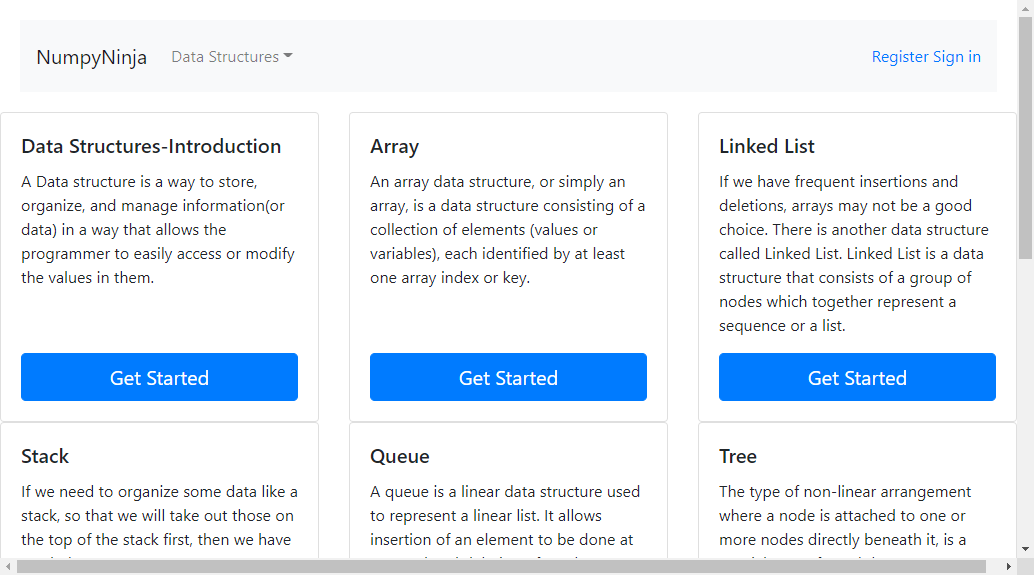 NumpyNinja
Data Structures
Register Sign in
Data Structures-Introduction
A Data structure is a way to store,
organize, and manage information(or
data) in a way that allows the
programmer to easily access or modify
the values in them.
Get Started
Array
An array data structure, or simply an
array, is a data structure consisting of a
collection of elements (values or
variables), each identified by at least
one array index or key.
Get Started
Linked List
If we have frequent insertions and
deletions, arrays may not be a good
choice. There is another data structure
called Linked List. Linked List is a data
structure that consists of a group of
nodes which together represent a
sequence or a list.
Get Started
Stack
If we need to organize some data like a
stack, so that we will take out those on
the top of the stack first, then we have
Queue
A queue is a linear data structure used
to represent a linear list. It allows
insertion of an element to be done at
Tree
The type of non-linear arrangement
where a node is attached to one or
more nodes directly beneath it, is a